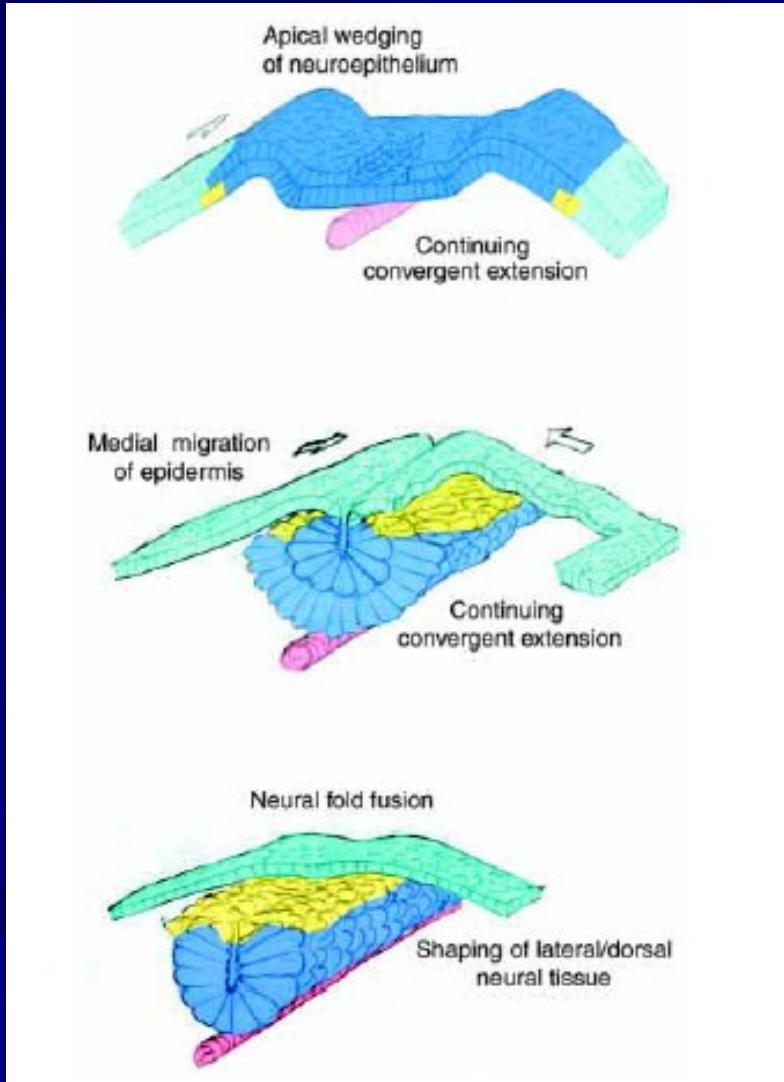 Apical wedging
of neuroepithelium
Continuing
convergent extension
Medial migration
of epidermis
Continuing
convergent extension
Neural fold fusion
Shaping of lateral/dorsal
neural tissue